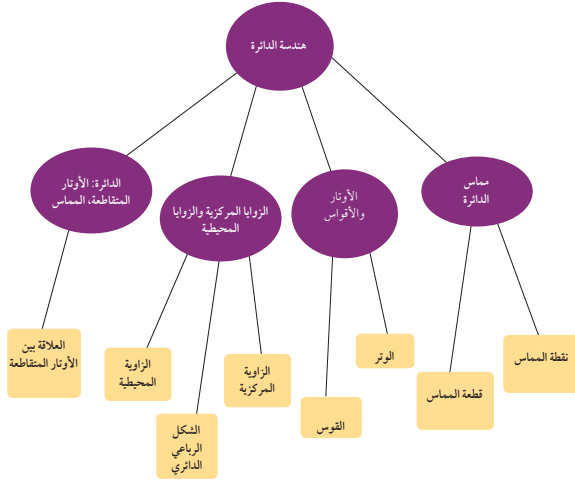 هندسة الدائرة
مماس
الدائرة
الأوتار
والأقواس
الزوايا المركزية والزوايا
المحيطية
الدائرة: الأوتار
المتقاطعة، المماس
نقطة المماس
قطعة المماس
الوتر
القوس
الزاوية
المركزية
الشكل
الرباعي
الدائري
الزاوية
المحيطية
العلاقة بين
الأوتار المتقاطعة